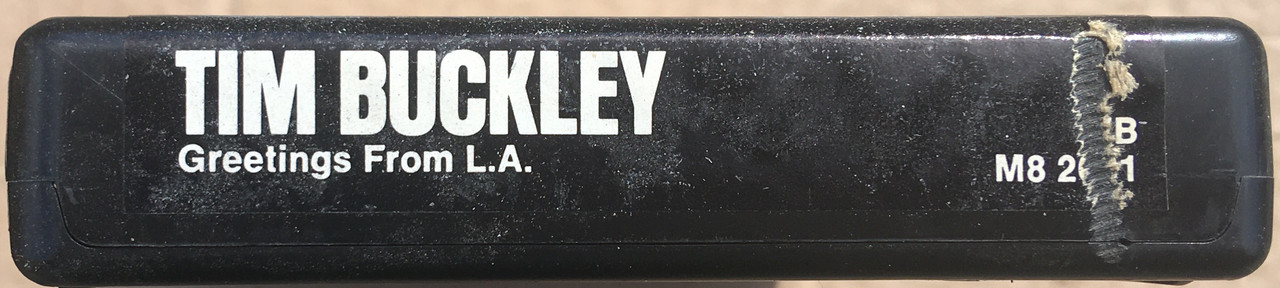 TIM BUCKLEY
Greetings From L.A.
B
M8